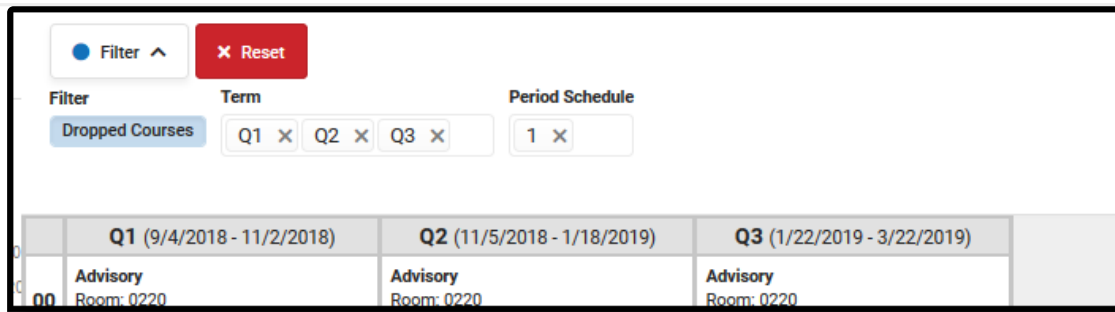 Filter
Reset
Filter Term Period Schedule
Dropped Courses Q1 Q2 Q3 1
Q1 (9/4/2018 - 11/2/2018) Q2 (11/5/2018 - 1/18/2019) Q3 (1/22/2019 - 3/22/2019)
Advisory Advisory Advisory
00 Room: 0220 Room: 0220 Room: 0220